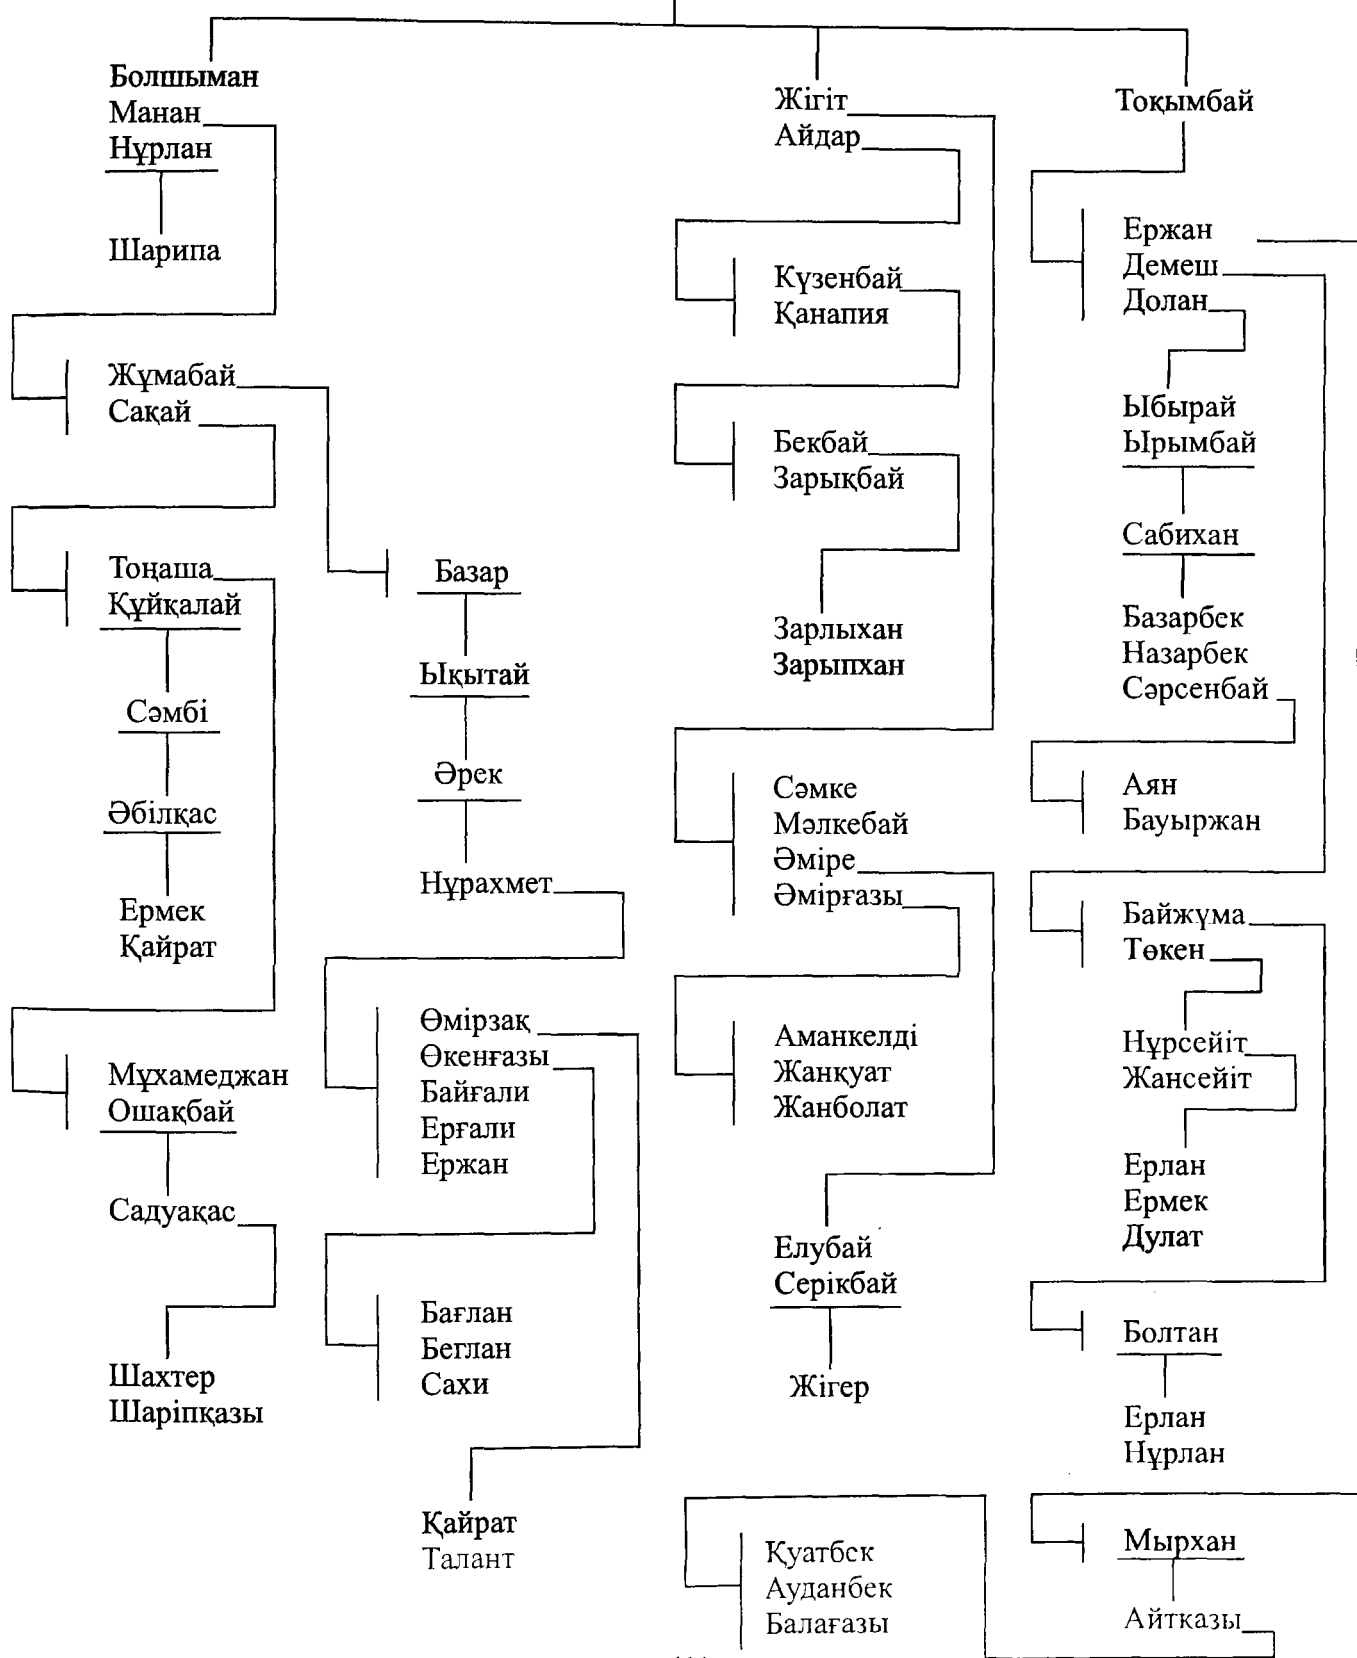 Болшыман
Манан
Нұрлан
Шарипа
Жұмабай
Сақай
Тоңаша
Құйқалай
Сәмбі
Әбілқас
Ермек
Қайрат
Мұхамеджан
Ошақбай
Садуақас
Шахтер
Шаріпқазы
Базар
Ықытай
Әрек
Нұрахмет
Өмірзақ
Өкенғазы
Байғали
Ерғали
Ержан
Бағлан
Беглан
Сахи
Қайрат
Талант
Жігіт
Айдар
Күзенбай
Қанапия
Бекбай
Зарықбай
Зарлыхан
Зарыпхан
Сәмке
Мәлкебай
Әміре
Әмірғазы
Аманкелді
Жанқуат
Жанболат
Елубай
Серікбай
Жігер
Қуатбек
Ауданбек
Балағазы
Тоқымбай
Ержан
Демеш
Долан
Ыбырай
Ырымбай
Сабихан
Базарбек
Назарбек
Сәрсенбай
Аян
Бауыржан
Байжұма
Төкен
Нұрсейіт
Жансейіт
Ерлан
Ермек
Дулат
Болтан
Ерлан
Нұрлан
Мырхан
Айтказы